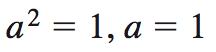 a² = 1, a = 1